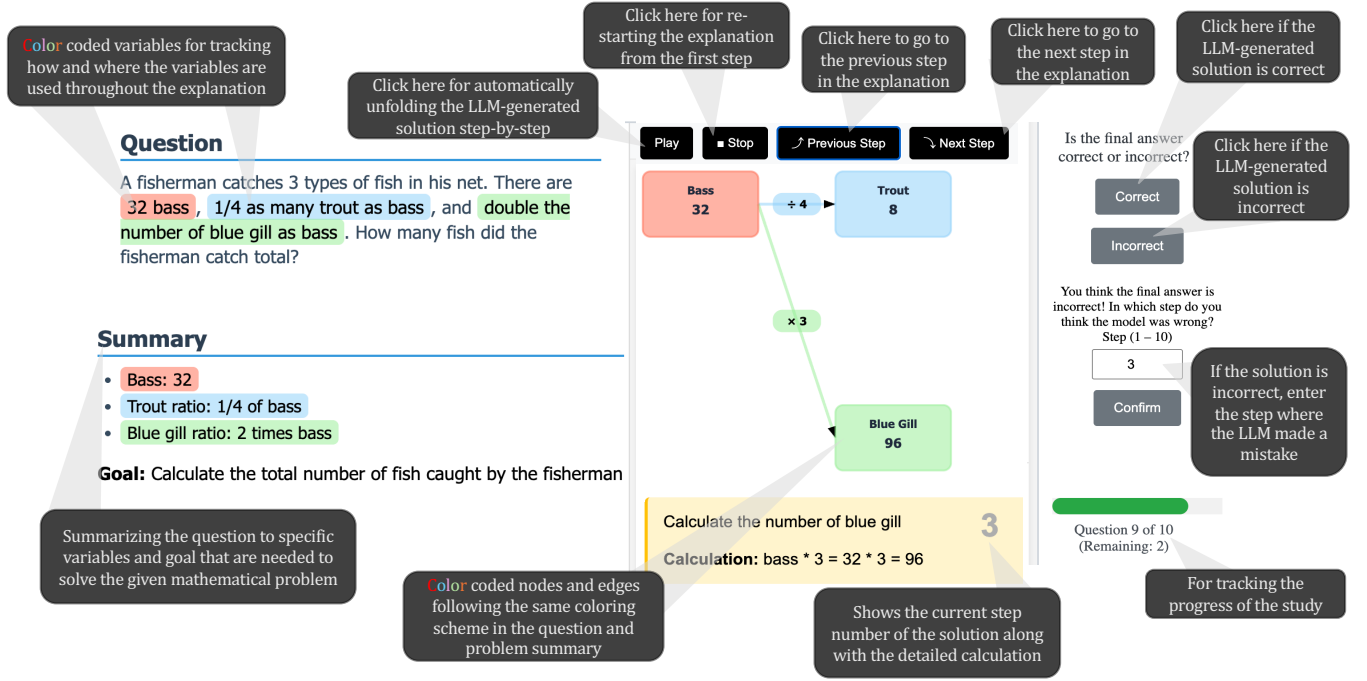 Color coded variables for tracking
how and where the variables are
used throughout the explanation
Click here for automatically
unfolding the LLM-generated
solution step-by-step
Click here for re-
starting the explanation
from the first step
Click here to go to
the previous step
in the explanation
Click here to go to
the next step in
the explanation
Click here if the
LLM-generated
solution is correct
Click here if the
LLM-generated
solution is
incorrect
Question
A fisherman catches 3 types of fish in his net. There are
32 bass , 1/4 as many trout as bass , and double the
number of blue gill as bass . How many fish did the
fisherman catch total?
Summary
• Bass: 32
• Trout ratio: 1/4 of bass
• Blue gill ratio: 2 times bass
Goal: Calculate the total number of fish caught by the fisherman
Summarizing the question to specific
variables and goal that are needed to
solve the given mathematical problem
Play
■ Stop
⤴ Previous Step
⤵ Next Step
Bass
32
÷ 4
Trout
8
× 3
Blue Gill
96
Calculate the number of blue gill
3
Calculation: bass * 3 = 32 * 3 = 96
Color coded nodes and edges
following the same coloring
scheme in the question and
problem summary
Shows the current step
number of the solution along
with the detailed calculation
Is the final answer
correct or incorrect?
Correct
Incorrect
You think the final answer is
incorrect! In which step do you
think the model was wrong?
Step (1 – 10)
3
Confirm
If the solution is
incorrect, enter
the step where
the LLM made a
mistake
Question 9 of 10
(Remaining: 2)
For tracking the
progress of the study